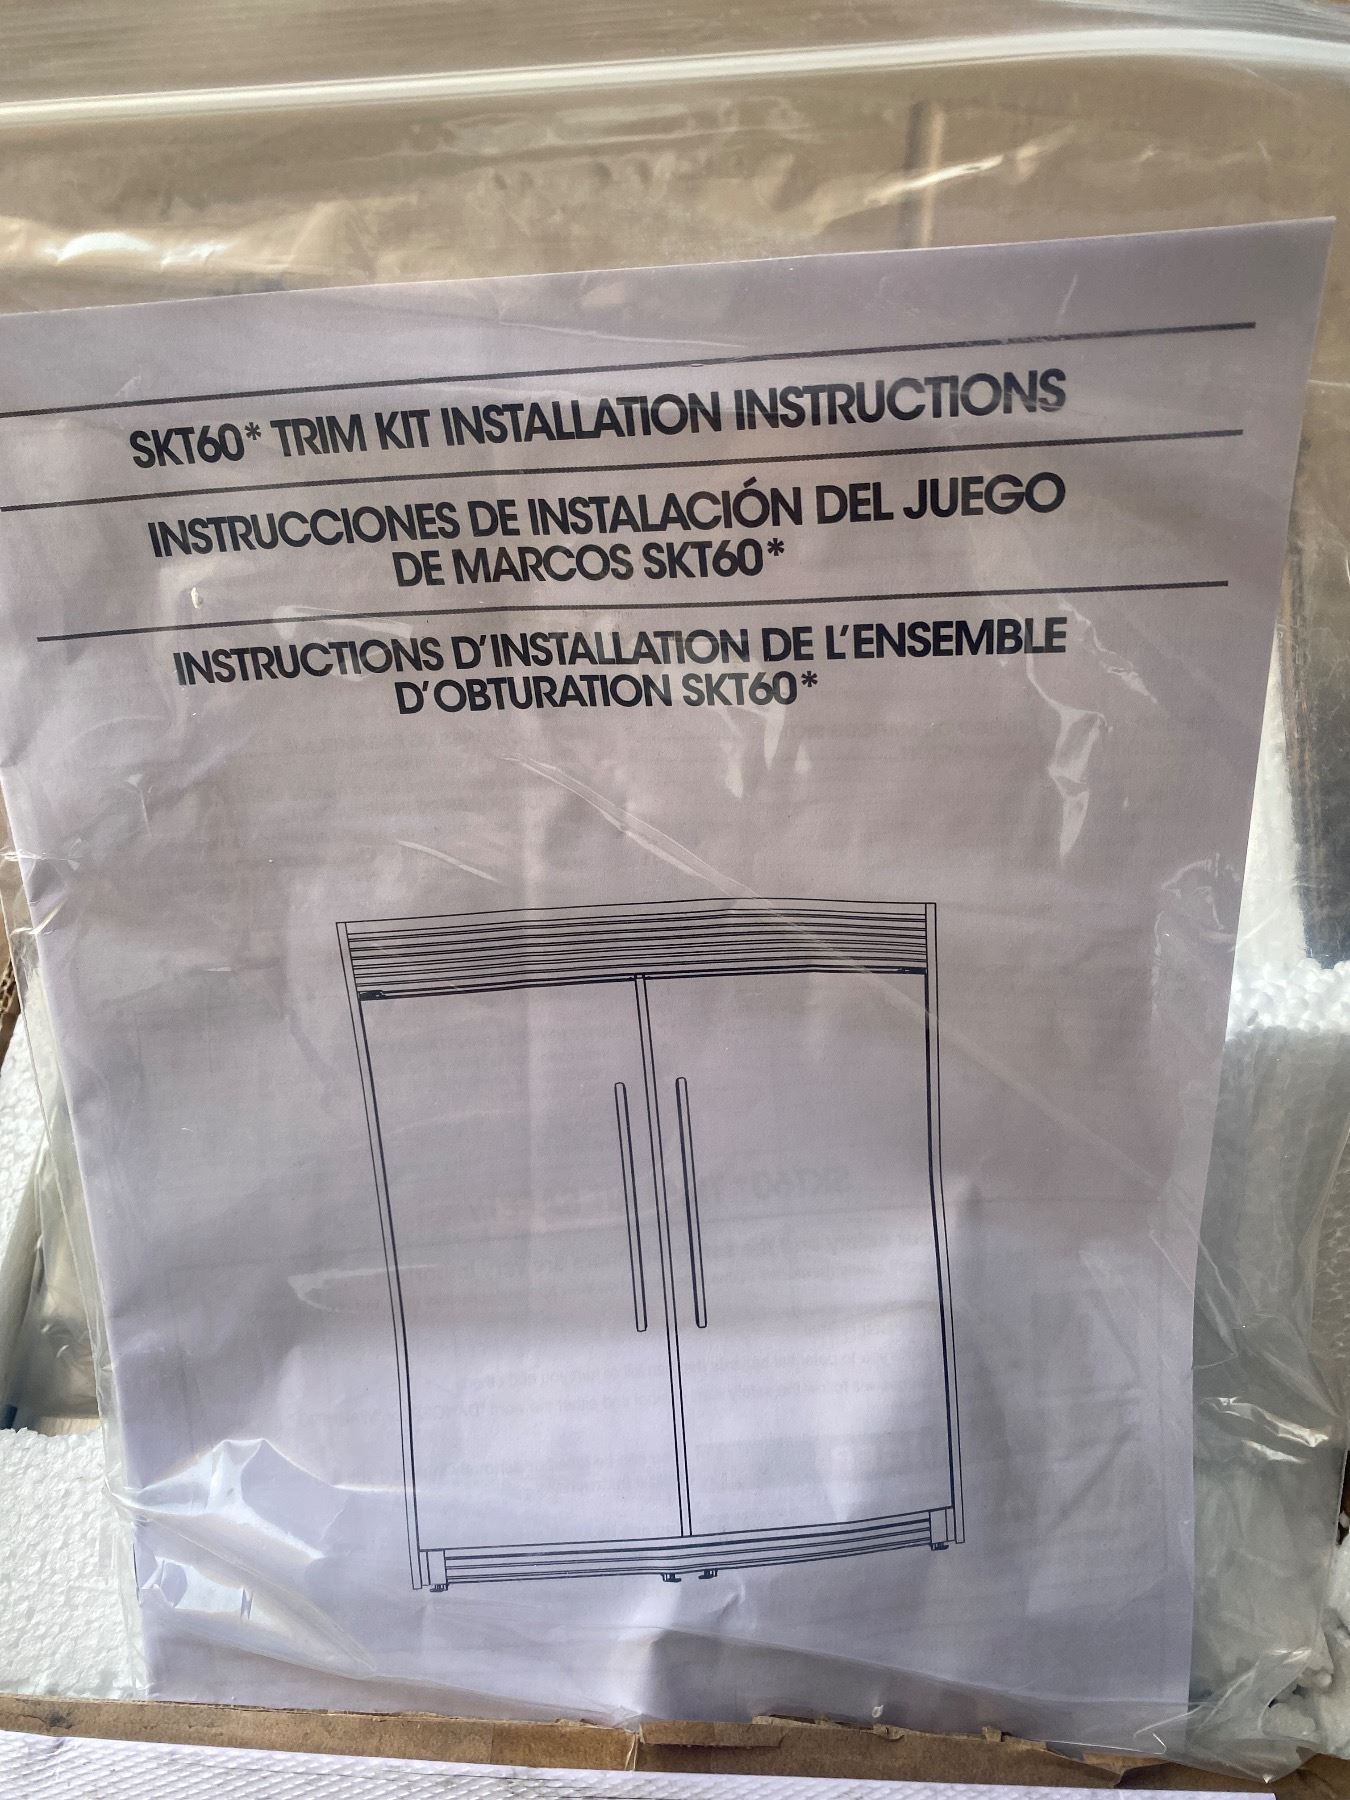 SKT60* TRIM KIT INSTALLATION INSTRUCTIONS
INSTRUCCIONES DE INSTALACIÓN DEL JUEGO
DE MARCOS SKT60*
INSTRUCTIONS D'INSTALLATION DE L'ENSEMBLE
D'OBTURATION SKT60*